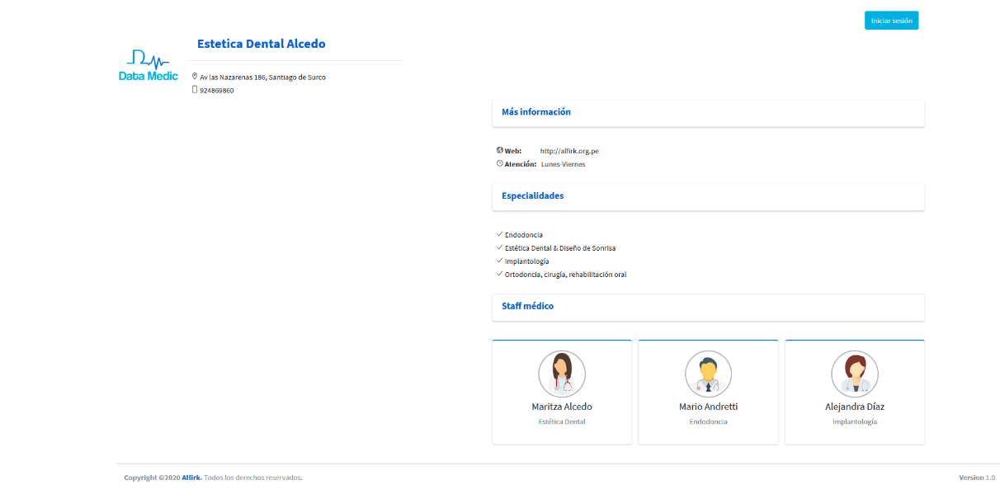 Iniciar sesión
Estetica Dental Alcedo
Data Medic
Av las Nazarenas 186, Santiago de Surco
924869860
Más información
Web: http://alfirk.org.pe
Atención: Lunes-Viernes
Especialidades
Endodoncia
Estética Dental & Diseño de Sonrisa
Implantología
Ortodoncia, cirugía, rehabilitación oral
Staff médico
Maritza Alcedo
Estética Dental
Mario Andretti
Endodoncia
Alejandra Díaz
Implantología
Copyright ©2020 Alfirk. Todos los derechos reservados.
Version 1.0